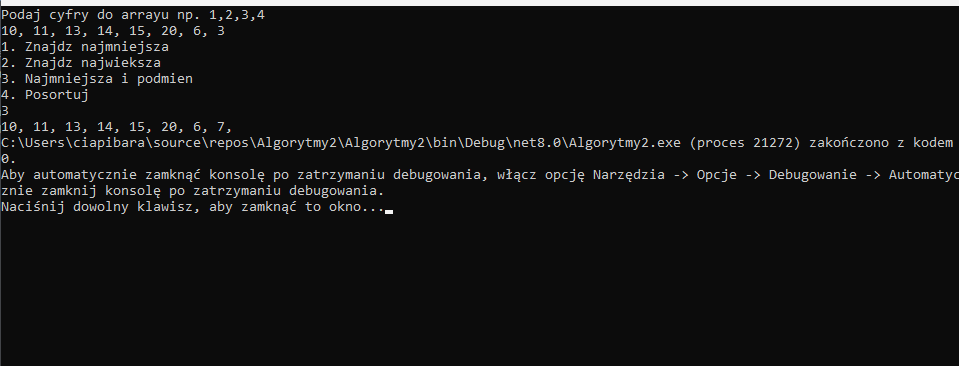 Podaj cyfry do arrayu np. 1,2,3,4
10, 11, 13, 14, 15, 20, 6, 3
1. Znajdz najmniejsza
2. Znajdz najwieksza
3. Najmniejsza i podmien
4. Posortuj
3
10, 11, 13, 14, 15, 20, 6, 7,
C:\Users\ciapibara\source\repos\Algorytmy2\Algorytmy2\bin\Debug\net8.0\Algorytmy2.exe (proces 21272) zakończono z kodem
0.
Aby automatycznie zamknąć konsolę po zatrzymaniu debugowania, włącz opcję Narzędzia -> Opcje -> Debugowanie -> Automatyc
znie zamknij konsolę po zatrzymaniu debugowania.
Naciśnij dowolny klawisz, aby zamknąć to okno...